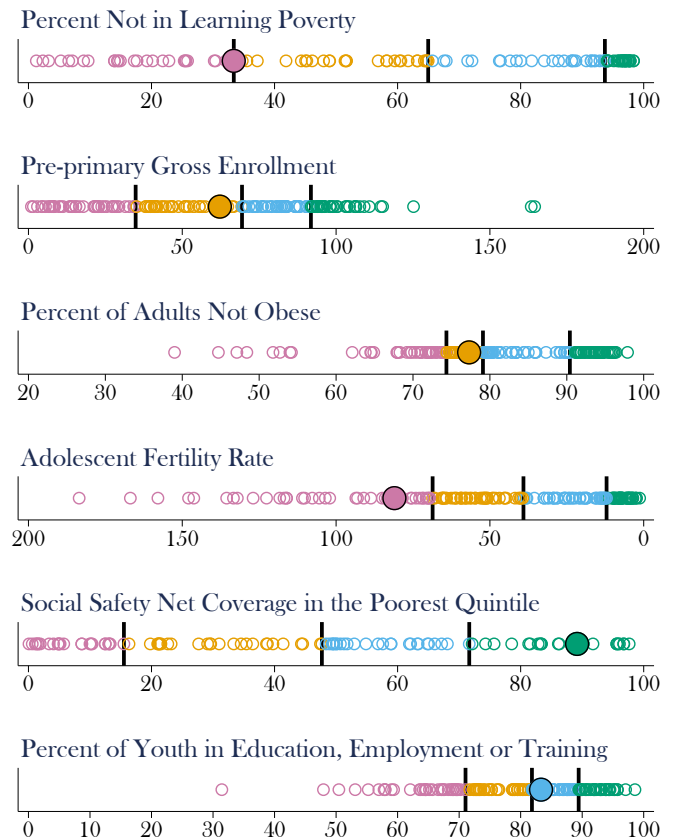 Percent Not in Learning Poverty
0 20 40 60 80 100
Pre-primary Gross Enrollment
0 50 100 150 200
Percent of Adults Not Obese
20 30 40 50 60 70 80 90 100
Adolescent Fertility Rate
200 150 100 50 0
Social Safety Net Coverage in the Poorest Quintile
0 20 40 60 80 100
Percent of Youth in Education, Employment or Training
0 10 20 30 40 50 60 70 80 90 100